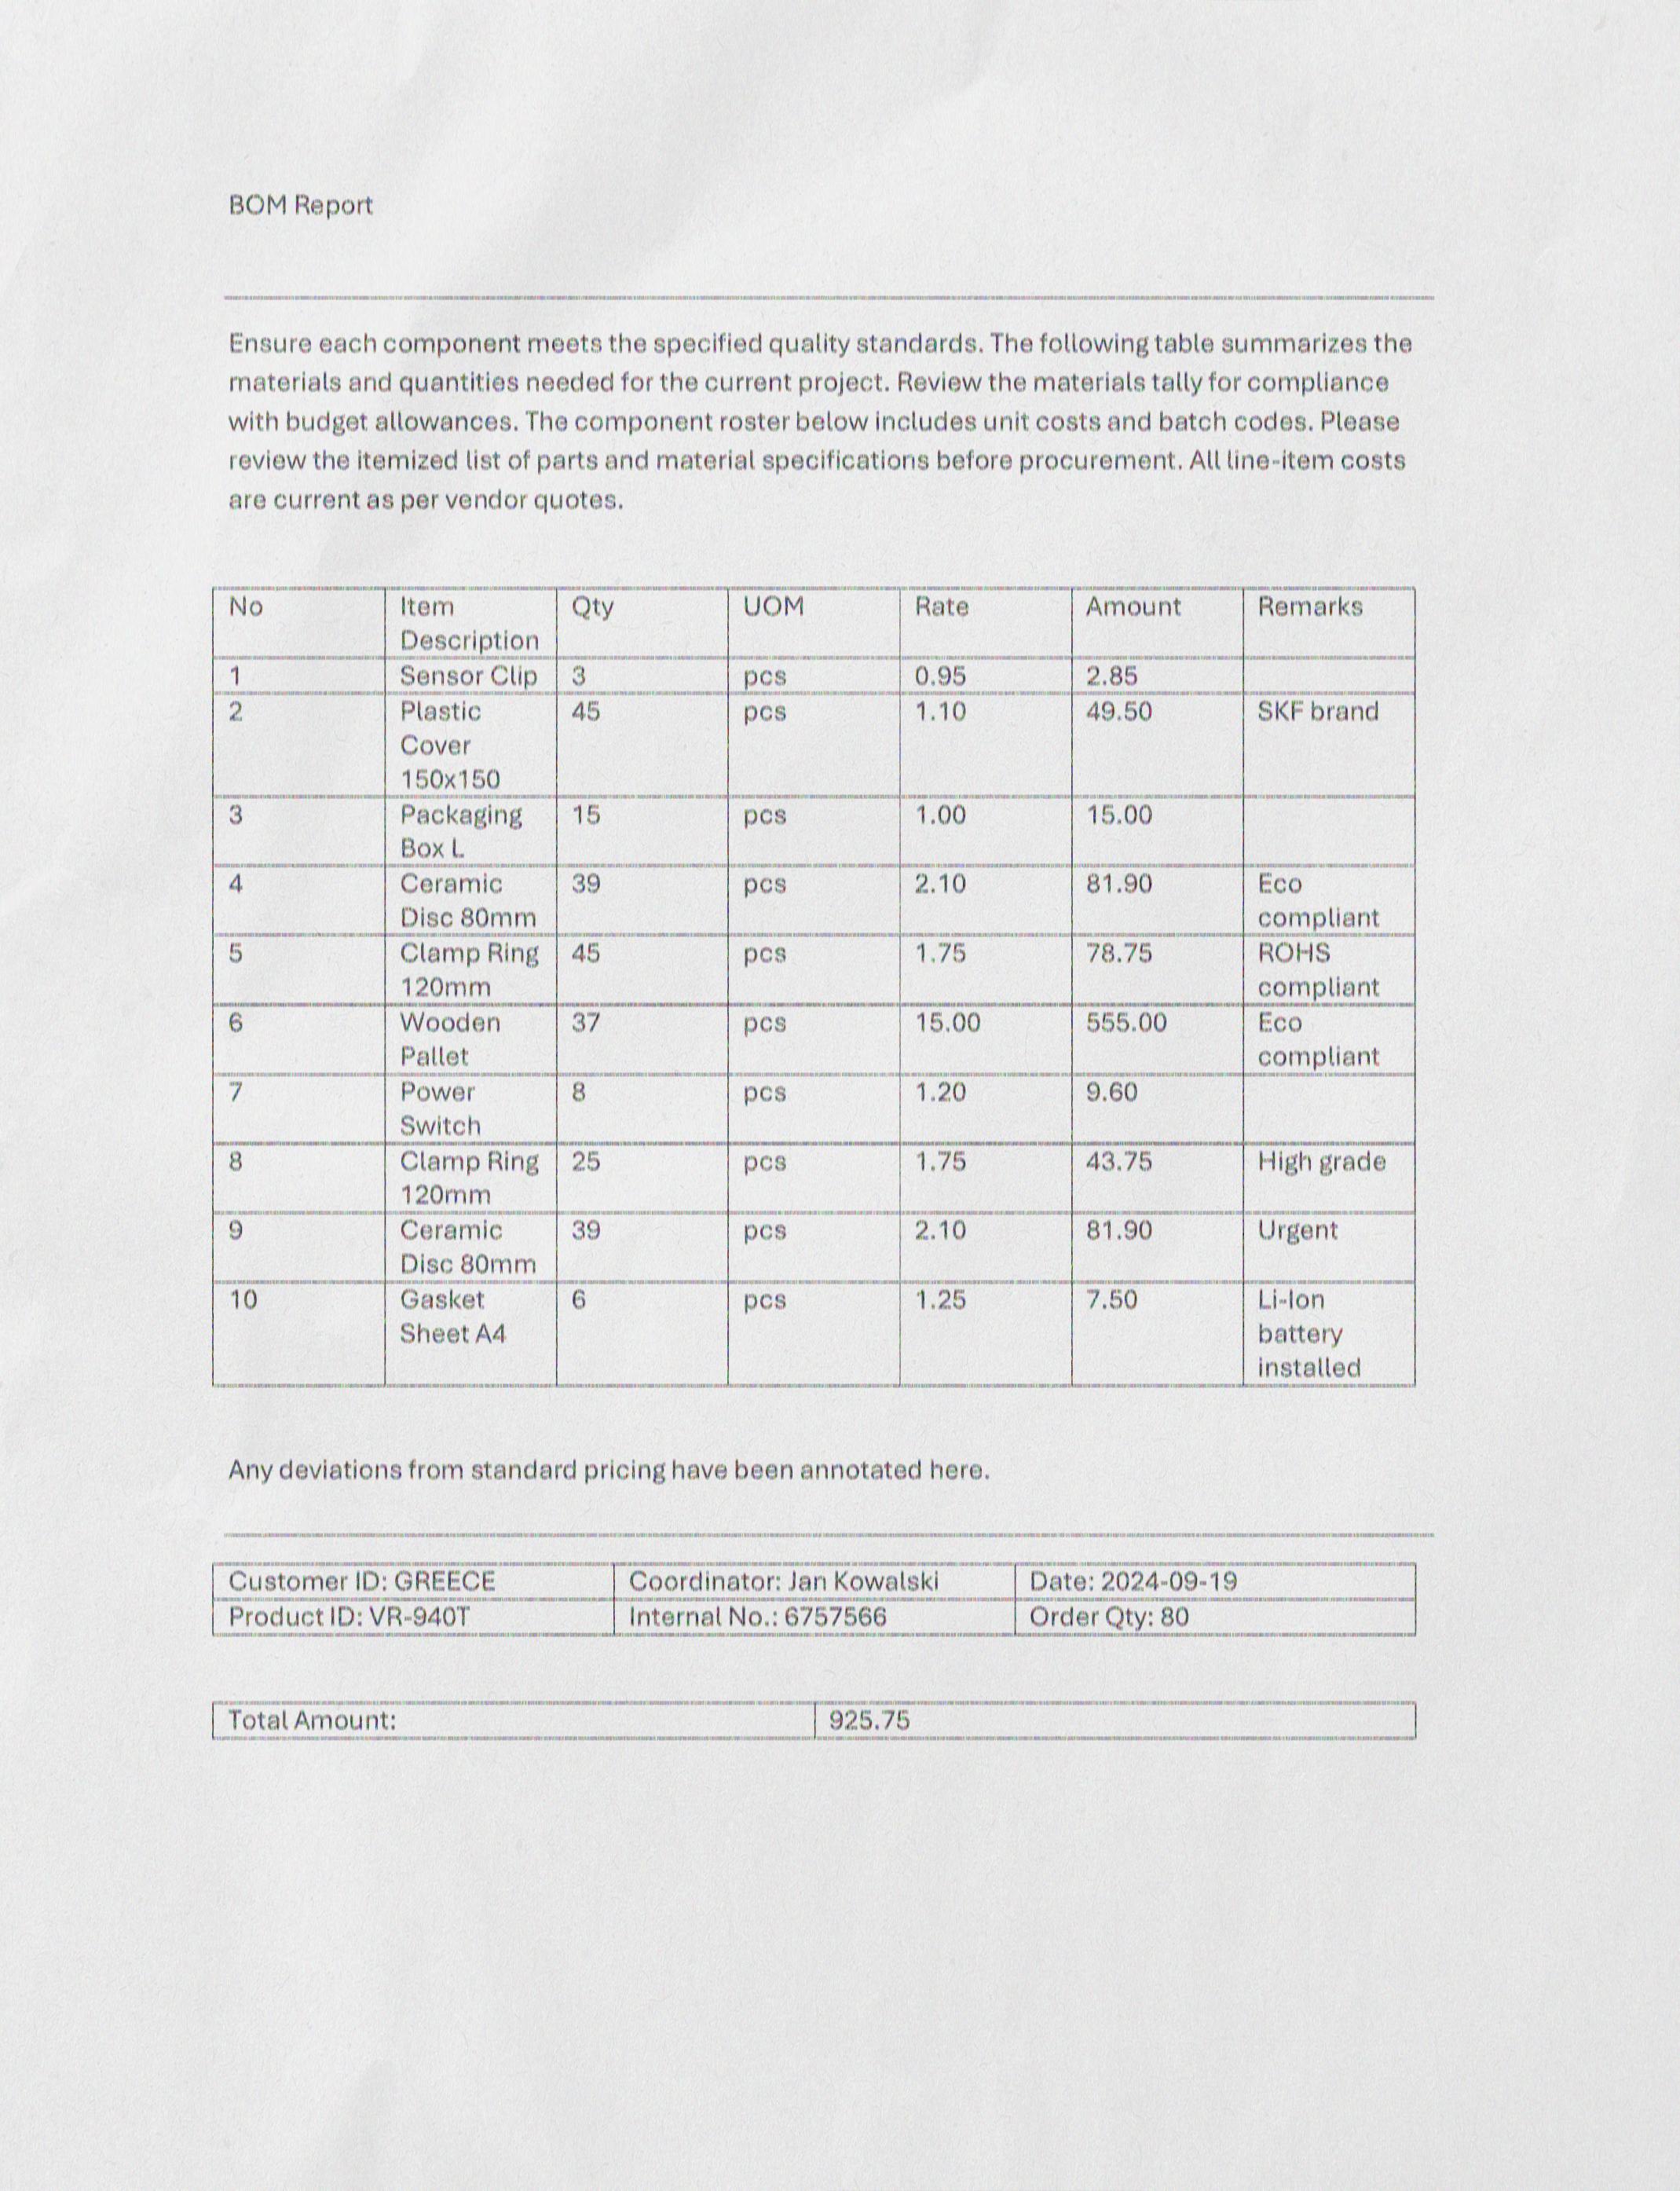 BOM Report
Ensure each component meets the specified quality standards. The following table summarizes the
materials and quantities needed for the current project. Review the materials tally for compliance
with budget allowances. The component roster below includes unit costs and batch codes. Please
review the itemized list of parts and material specifications before procurement. All line-item costs
are current as per vendor quotes.
No Item Description Qty UOM Rate Amount Remarks
1 Sensor Clip 3 pcs 0.95 2.85
2 Plastic Cover 150x150 45 pcs 1.10 49.50 SKF brand
3 Packaging Box L 15 pcs 1.00 15.00
4 Ceramic Disc 80mm 39 pcs 2.10 81.90 Eco compliant
5 Clamp Ring 120mm 45 pcs 1.75 78.75 ROHS compliant
6 Wooden Pallet 37 pcs 15.00 555.00 Eco compliant
7 Power Switch 8 pcs 1.20 9.60
8 Clamp Ring 120mm 25 pcs 1.75 43.75 High grade
9 Ceramic Disc 80mm 39 pcs 2.10 81.90 Urgent
10 Gasket Sheet A4 6 pcs 1.25 7.50 Li-Ion battery installed
Any deviations from standard pricing have been annotated here.
Customer ID: GREECE Coordinator: Jan Kowalski Date: 2024-09-19
Product ID: VR-940T Internal No.: 6757566 Order Qty: 80
Total Amount: 925.75